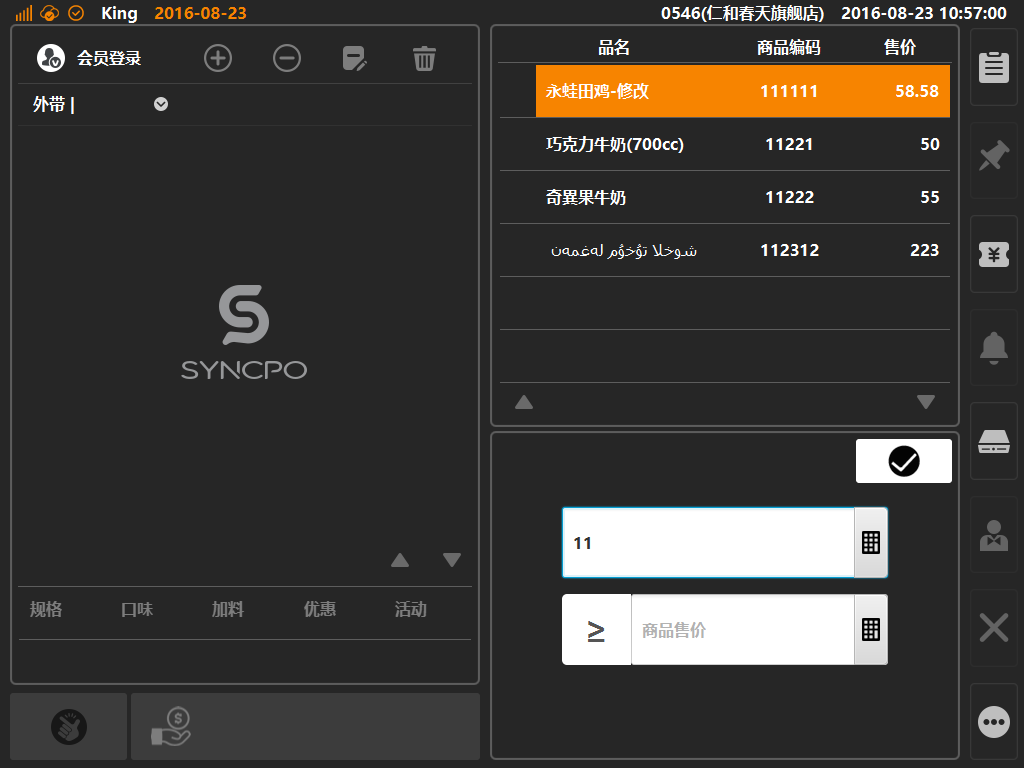 King 2016-08-23 0546(仁和春天旗舰店) 2016-08-23 10:57:00
会员登录
外带 |
SYNCPO
规格 口味 加料 优惠 活动
品名 商品编码 售价
永蛙田鸡-修改 111111 58.58
巧克力牛奶(700cc) 11221 50
奇異果牛奶 11222 55
شوخلا تۇخۇم لەغمەن 112312 223
11
≥ 商品售价